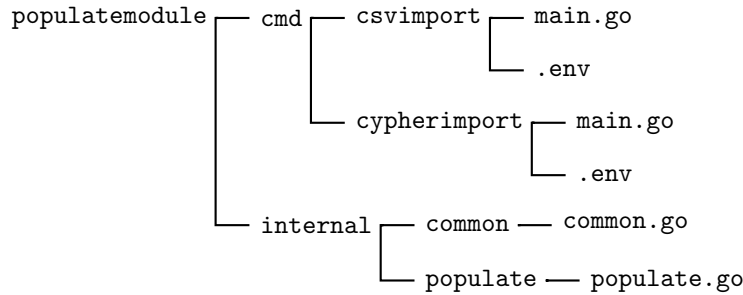 populatemodule cmd csvimport main.go
.env
cypherimport main.go
.env
internal common common.go
populate populate.go